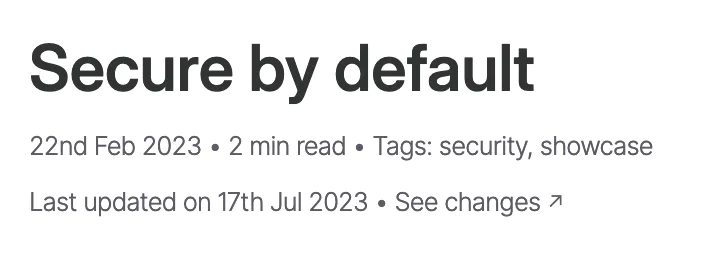 Secure by default
22nd Feb 2023 • 2 min read • Tags: security, showcase
Last updated on 17th Jul 2023 • See changes ↗